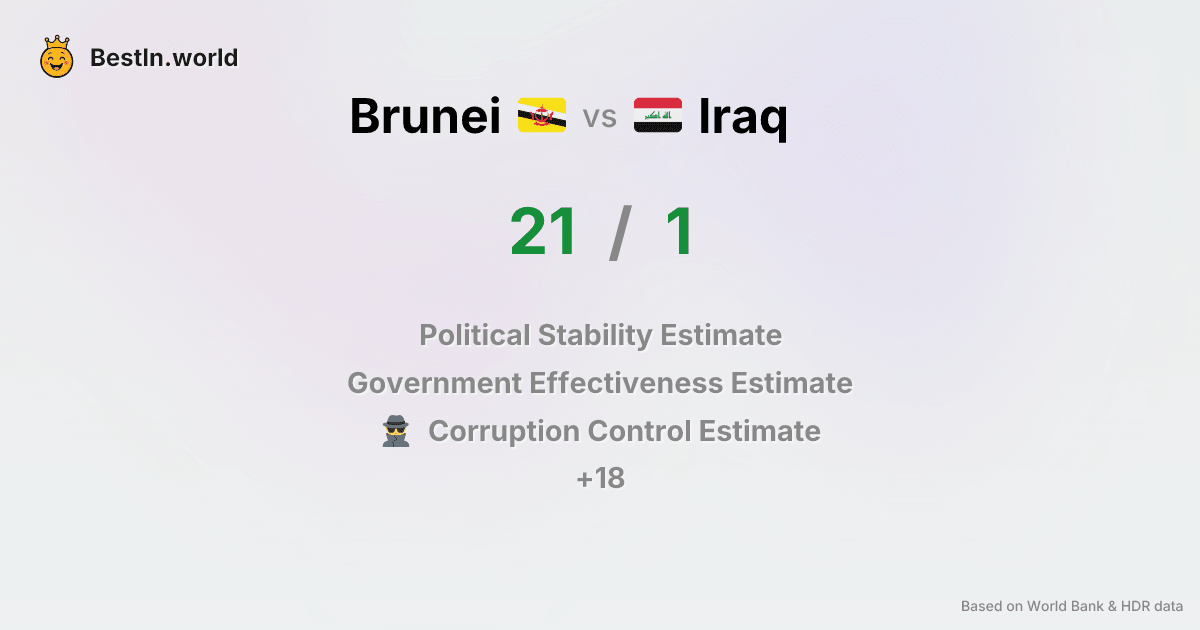 BestIn.world
Brunei vs Iraq
21 / 1
Political Stability Estimate
Government Effectiveness Estimate
Corruption Control Estimate
+18
Based on World Bank & HDR data